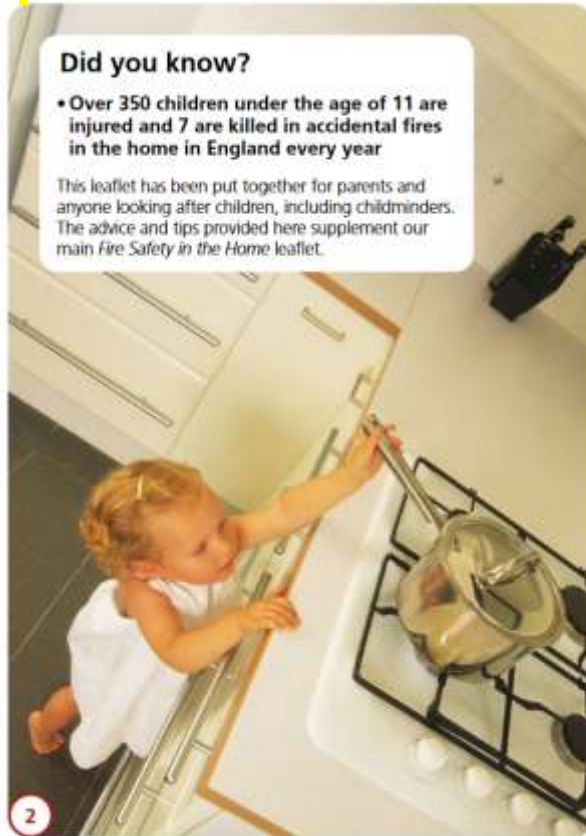 Did you know?
• Over 350 children under the age of 11 are
injured and 7 are killed in accidental fires
in the home in England every year
This leaflet has been put together for parents and
anyone looking after children, including childminders.
The advice and tips provided here supplement our
main Fire Safety in the Home leaflet.
2